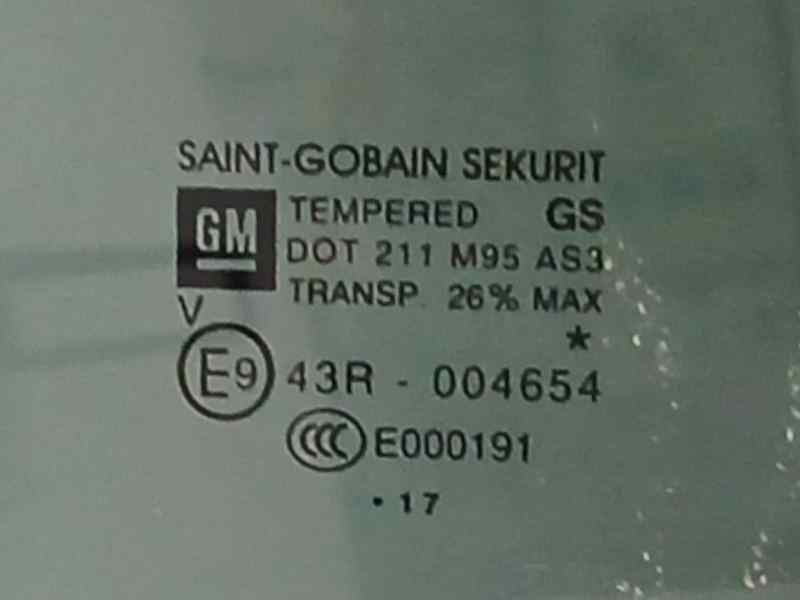 SAINT-GOBAIN SEKURIT
GM
TEMPERED GS
DOT 211 M95 AS3
TRANSP. 26% MAX
V
*
E9 43R - 004654
CCC E000191
· 17